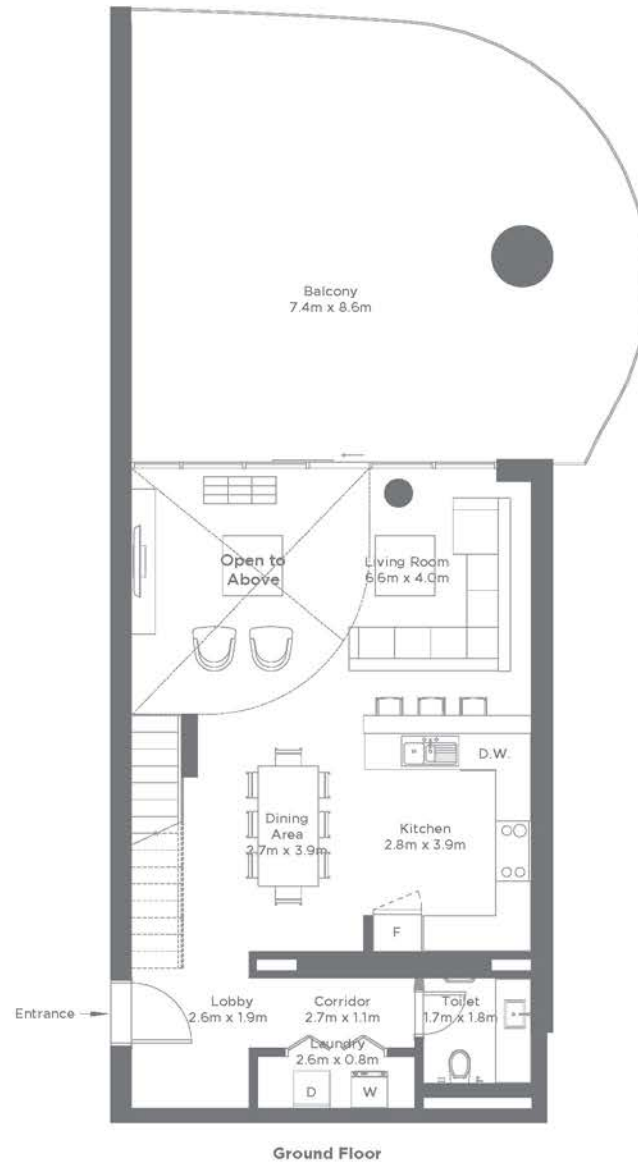 Balcony
7.4m x 8.6m
Open to
Above
Living Room
6.6m x 4.0m
D.W.
Dining
Area
2.7m x 3.9m
Kitchen
2.8m x 3.9m
F
Entrance
Lobby
2.6m x 1.9m
Corridor
2.7m x 1.1m
Toilet
1.7m x 1.8m
Laundry
2.6m x 0.8m
D
W
Ground Floor